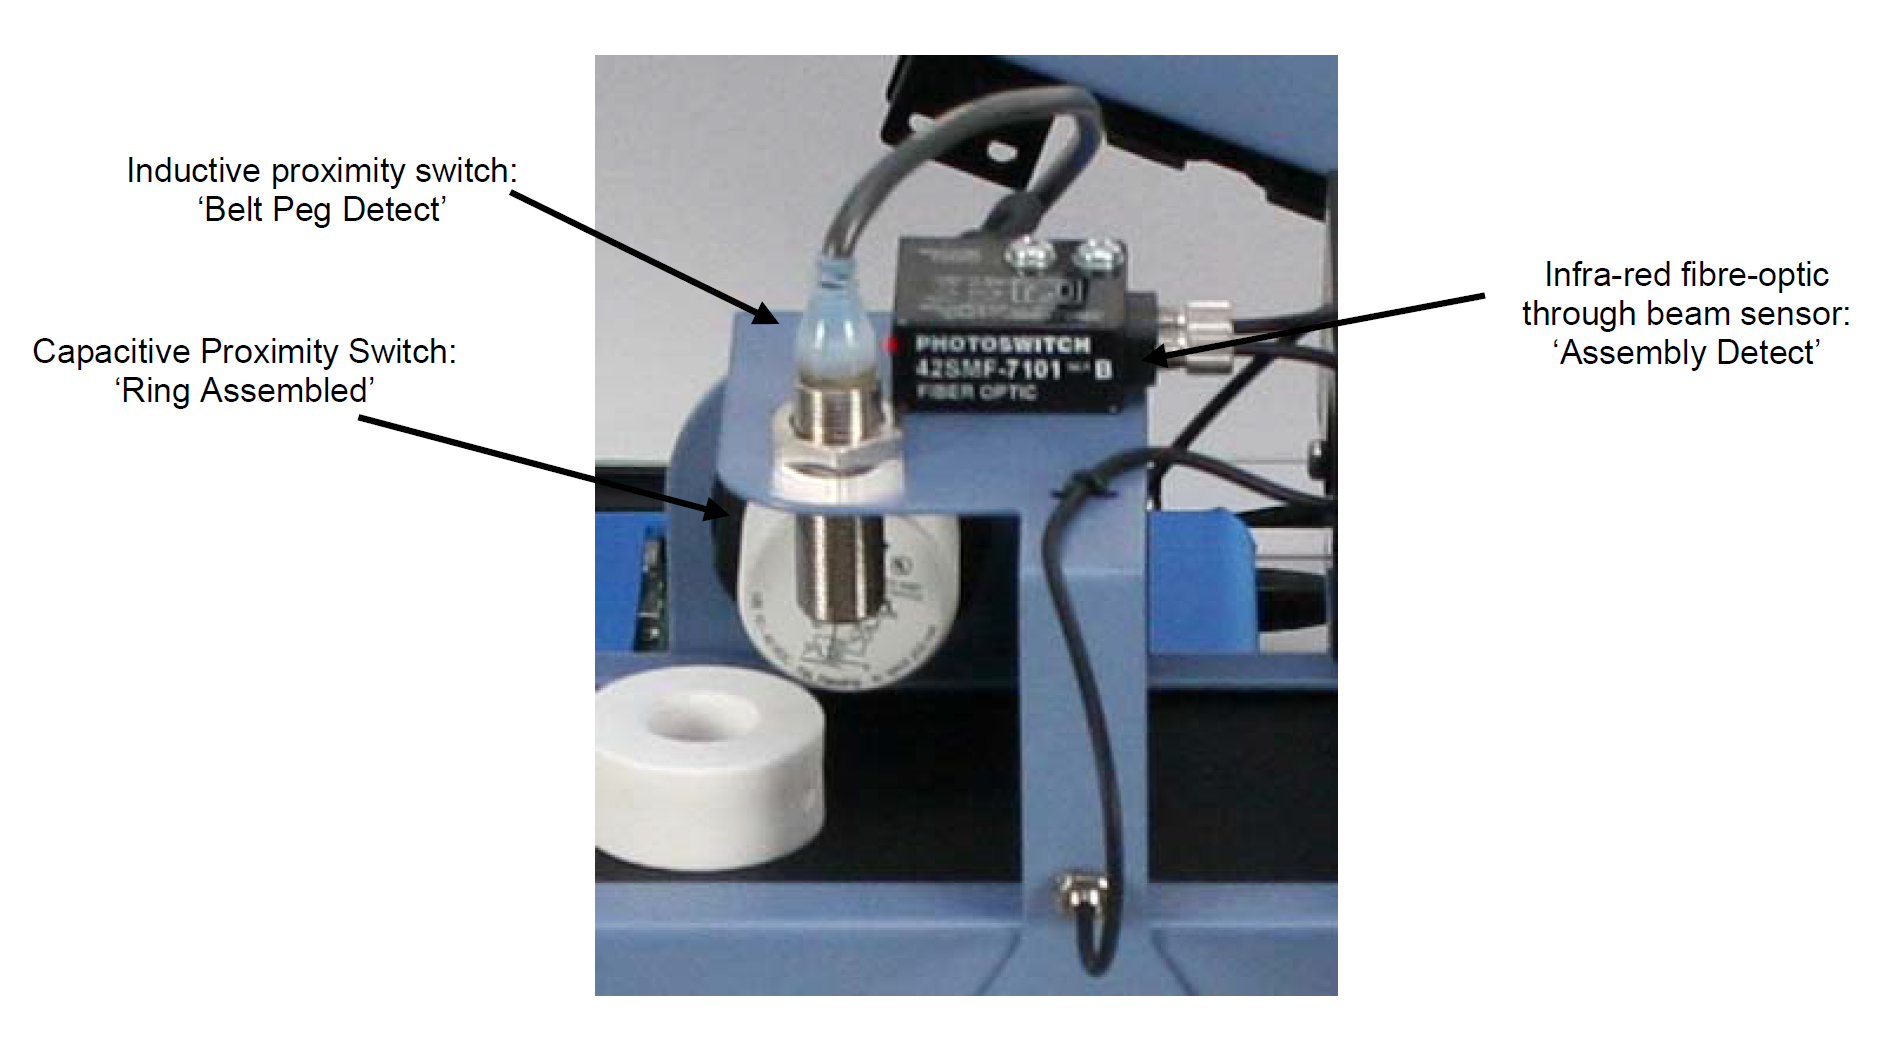 Inductive proximity switch:
‘Belt Peg Detect’
Capacitive Proximity Switch:
‘Ring Assembled’
Infra-red fibre-optic
through beam sensor:
‘Assembly Detect’
PHOTOSWITCH
42SMF-7101 B
FIBER OPTIC